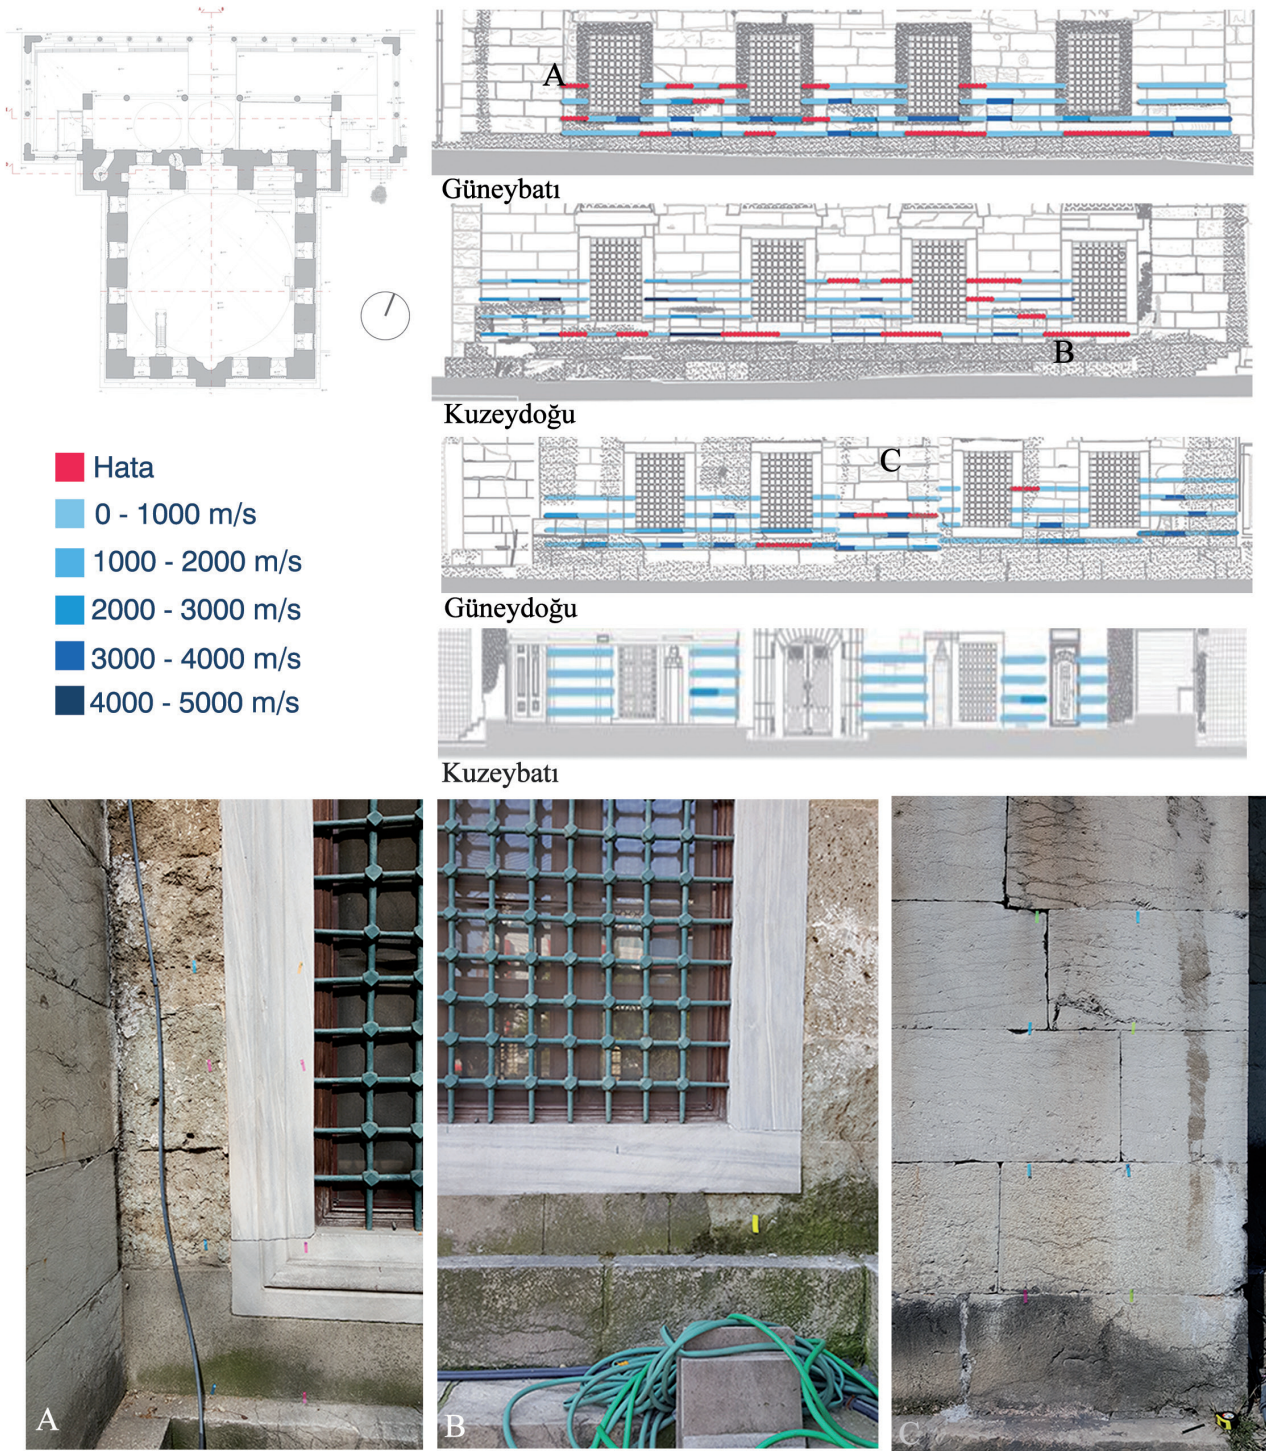 A
Güneybatı
B
Kuzeydoğu
C
Güneydoğu
Kuzeybatı
Hata
0 - 1000 m/s
1000 - 2000 m/s
2000 - 3000 m/s
3000 - 4000 m/s
4000 - 5000 m/s
A
B
C